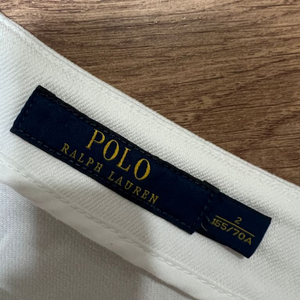 POLO
RALPH LAUREN
2
155/70A